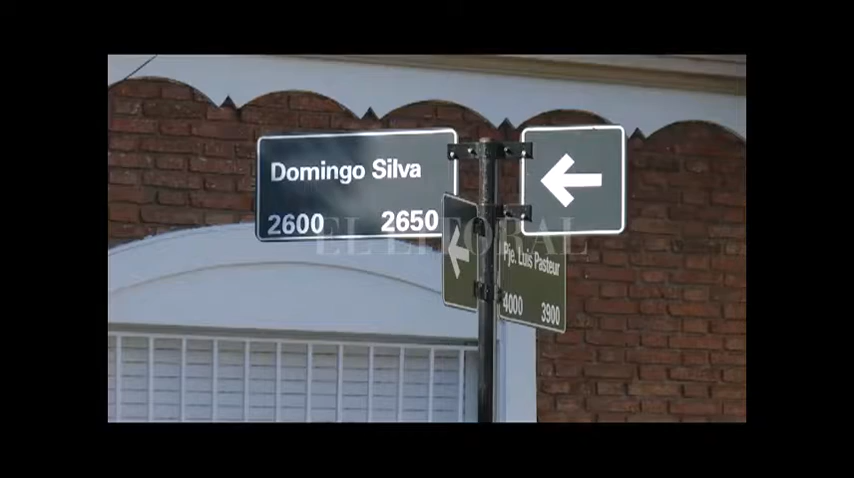 Domingo Silva
2600 2650
EL LITORAL
Pje. Luis Pasteur
4000 3900